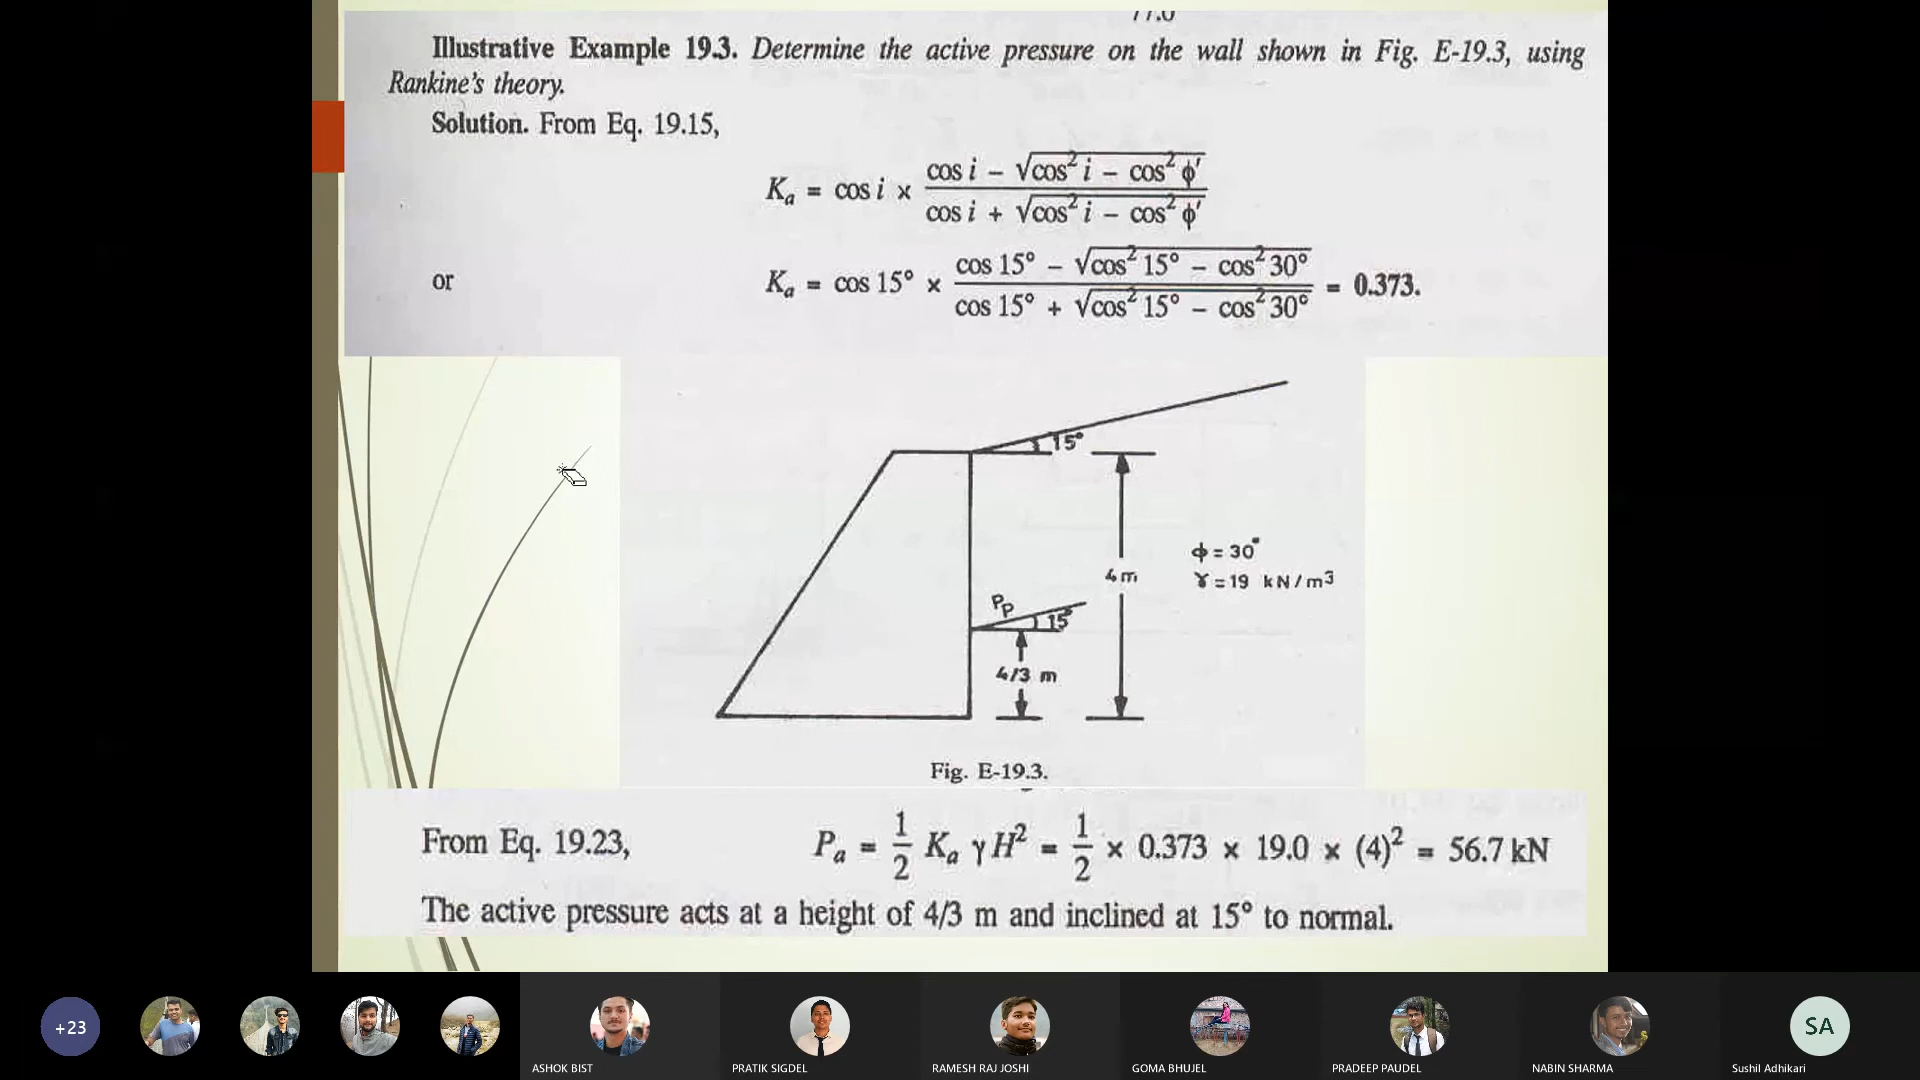 Illustrative Example 19.3. Determine the active pressure on the wall shown in Fig. E-19.3, using
Rankine's theory.
Solution. From Eq. 19.15,
Kₐ = cos i × (cos i − √(cos² i − cos² ϕ′)) / (cos i + √(cos² i − cos² ϕ′))
or Kₐ = cos 15° × (cos 15° − √(cos² 15° − cos² 30°)) / (cos 15° + √(cos² 15° − cos² 30°)) = 0.373.
15°
4 m
ϕ = 30°
γ = 19 kN/m³
Pₚ
15°
4/3 m
Fig. E-19.3.
From Eq. 19.23, Pₐ = 1/2 Kₐ γ H² = 1/2 × 0.373 × 19.0 × (4)² = 56.7 kN
The active pressure acts at a height of 4/3 m and inclined at 15° to normal.
+23
SA
ASHOK BIST
PRATIK SIGDEL
RAMESH RAJ JOSHI
GOMA BHUJEL
PRADEEP PAUDEL
NABIN SHARMA
Sushil Adhikari